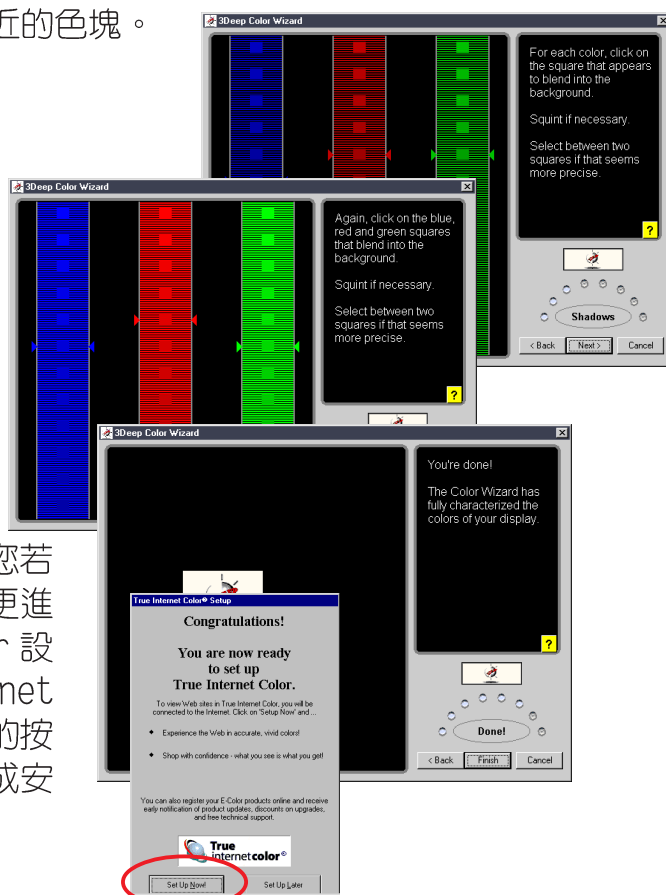 近的色塊。
3Deep Color Wizard
For each color, click on
the square that appears
to blend into the
background.
Squint if necessary.
Select between two
squares if that seems
more precise.
?
Shadows
< Back
Next >
Cancel
3Deep Color Wizard
Again, click on the blue,
red and green squares
that blend into the
background.
Squint if necessary.
Select between two
squares if that seems
more precise.
?
3Deep Color Wizard
You're done!
The Color Wizard has
fully characterized the
colors of your display.
?
Done!
< Back
Finish
Cancel
True Internet Color® Setup
Congratulations!
You are now ready
to set up
True Internet Color.
To view Web sites in True Internet Color, you will be
connected to the Internet. Click on 'Setup Now' and ...
Experience the Web in accurate, vivid colors!
Shop with confidence - what you see is what you get!
You can also register your E-Color products online and receive
early notification of product updates, discounts on upgrades,
and free technical support.
True
internetcolor®
Set Up Now!
Set Up Later
您若
更進
r 設
met
的按
成安